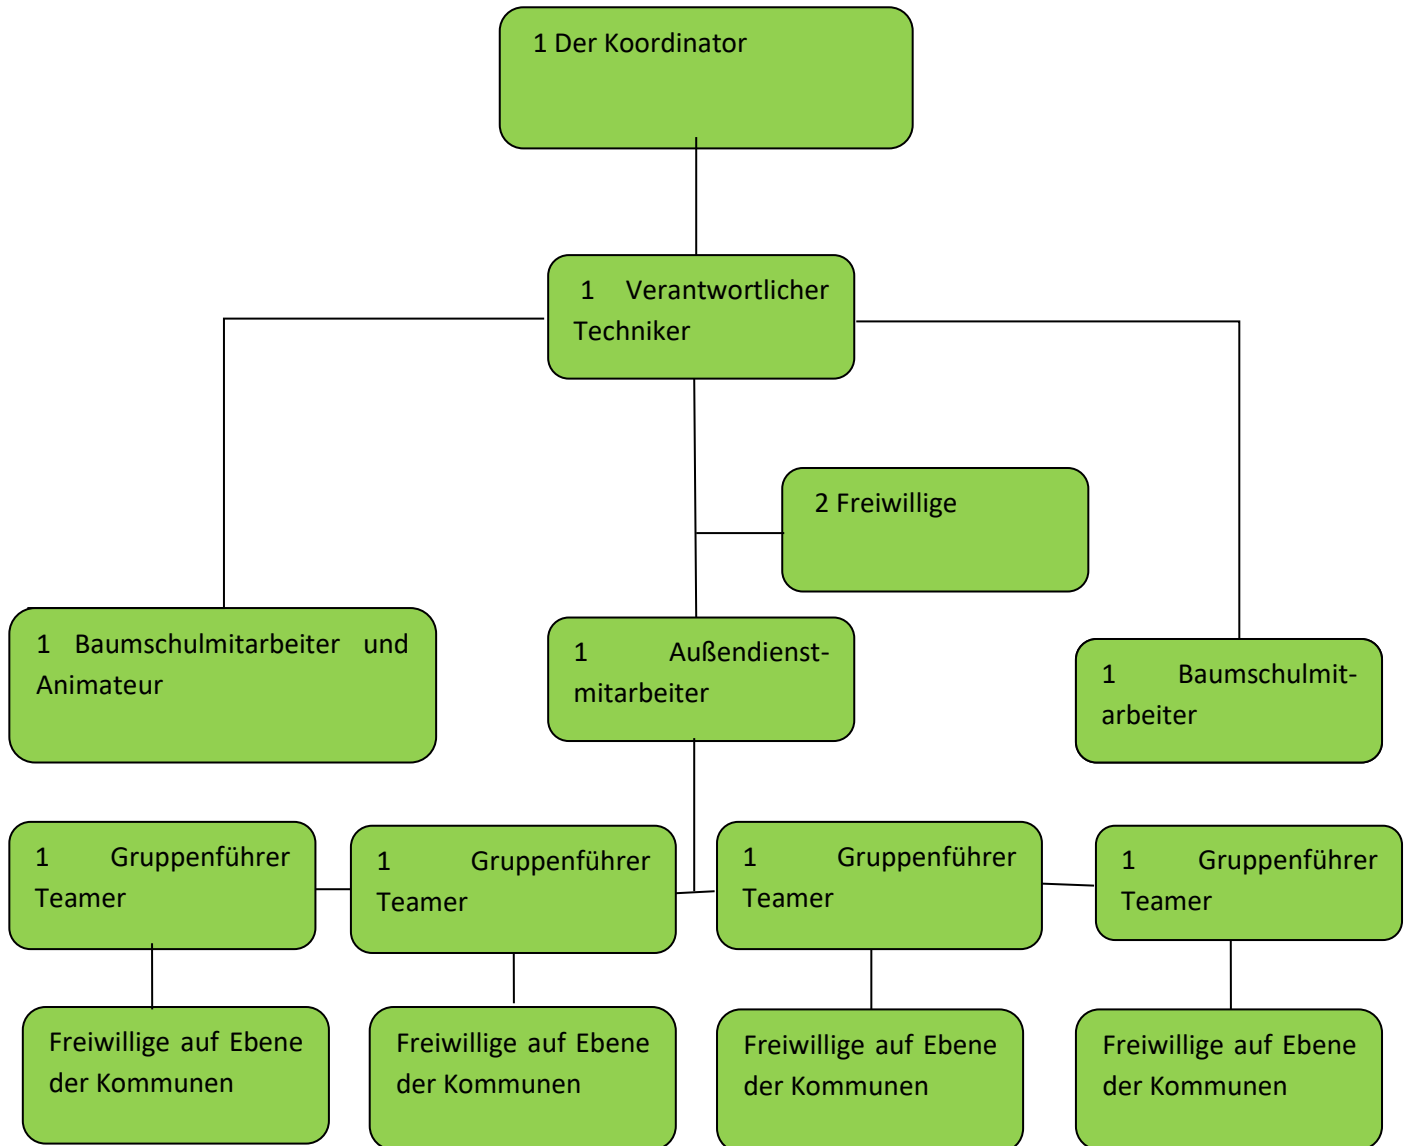 1 Der Koordinator
1 Verantwortlicher
Techniker
2 Freiwillige
1 Baumschulmitarbeiter und
Animateur
1 Außendienst-
mitarbeiter
1 Baumschulmit-
arbeiter
1 Gruppenführer
Teamer
1 Gruppenführer
Teamer
1 Gruppenführer
Teamer
1 Gruppenführer
Teamer
Freiwillige auf Ebene
der Kommunen
Freiwillige auf Ebene
der Kommunen
Freiwillige auf Ebene
der Kommunen
Freiwillige auf Ebene
der Kommunen